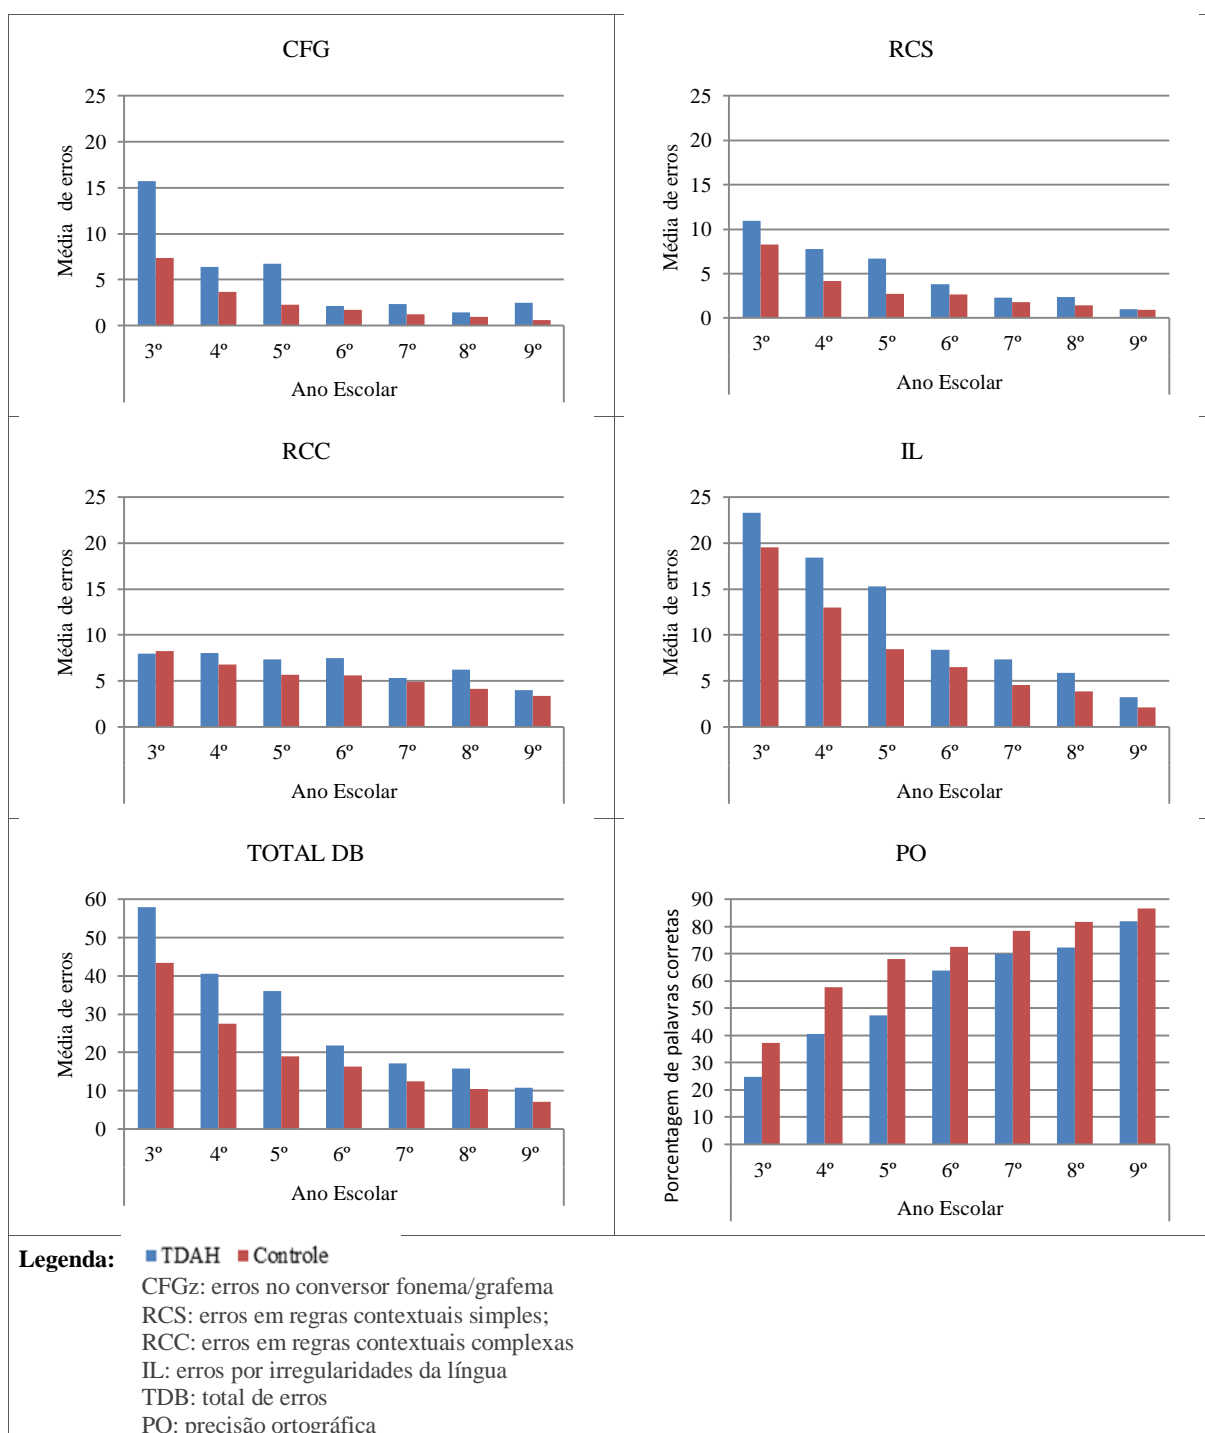 CFG
25
20
15
10
5
0
Média de erros
3º 4º 5º 6º 7º 8º 9º
Ano Escolar
RCS
25
20
15
10
5
0
Média de erros
3º 4º 5º 6º 7º 8º 9º
Ano Escolar
RCC
25
20
15
10
5
0
Média de erros
3º 4º 5º 6º 7º 8º 9º
Ano Escolar
IL
25
20
15
10
5
0
Média de erros
3º 4º 5º 6º 7º 8º 9º
Ano Escolar
TOTAL DB
60
50
40
30
20
10
0
Média de erros
3º 4º 5º 6º 7º 8º 9º
Ano Escolar
PO
90
80
70
60
50
40
30
20
10
0
Porcentagem de palavras corretas
3º 4º 5º 6º 7º 8º 9º
Ano Escolar
Legenda: TDAH Controle
CFGz: erros no conversor fonema/grafema
RCS: erros em regras contextuais simples;
RCC: erros em regras contextuais complexas
IL: erros por irregularidades da língua
TDB: total de erros
PO: precisão ortográfica